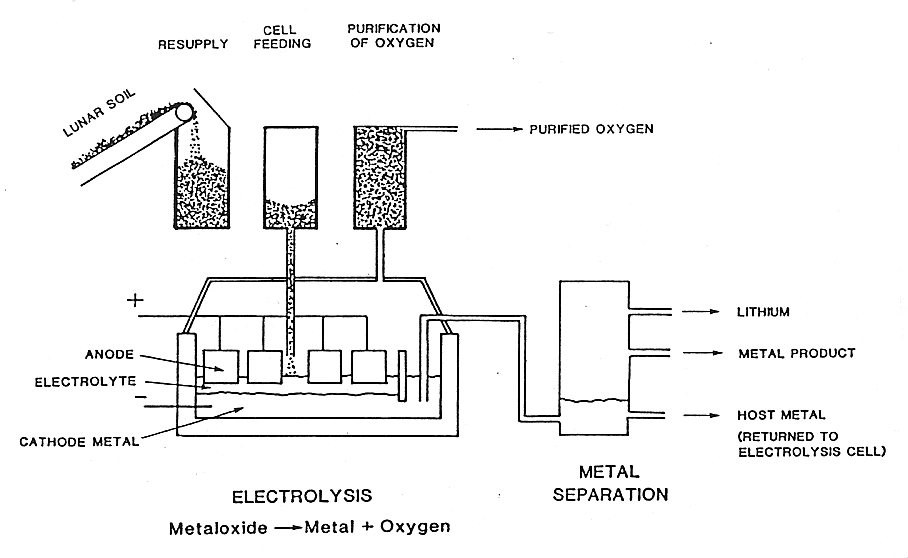 RESUPPLY
CELL
FEEDING
PURIFICATION
OF OXYGEN
LUNAR SOIL
PURIFIED OXYGEN
+
LITHIUM
ANODE
METAL PRODUCT
ELECTROLYTE
−
HOST METAL
(RETURNED TO
ELECTROLYSIS CELL)
CATHODE METAL
METAL
SEPARATION
ELECTROLYSIS
Metaloxide → Metal + Oxygen